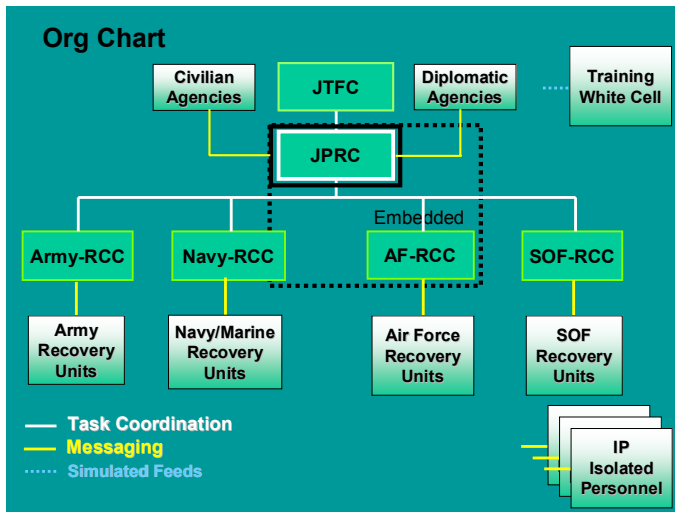 Org Chart
Civilian
Agencies
JTFC
Diplomatic
Agencies
Training
White Cell
JPRC
Embedded
Army-RCC
Navy-RCC
AF-RCC
SOF-RCC
Army
Recovery
Units
Navy/Marine
Recovery
Units
Air Force
Recovery
Units
SOF
Recovery
Units
Task Coordination
Messaging
Simulated Feeds
IP
Isolated
Personnel